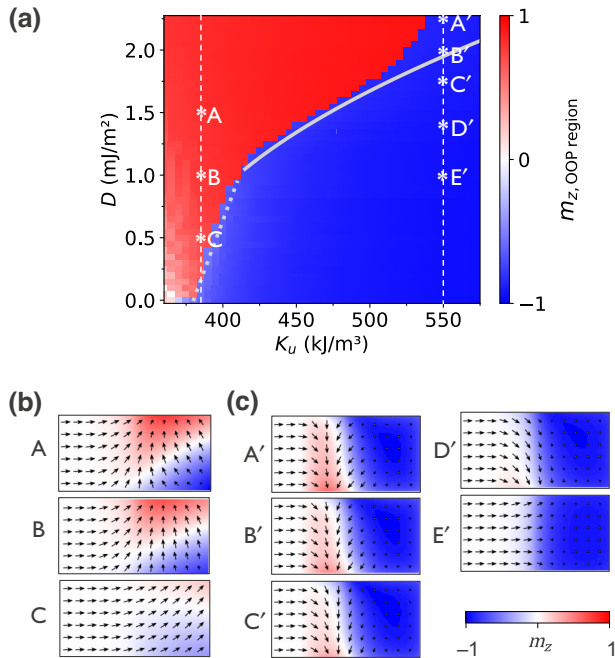 (a)
2.0
1.5
1.0
0.5
0.0
D (mJ/m²)
400
450
500
550
K_u (kJ/m³)
*A
*B
*C
*A′
*B′
*C′
*D′
*E′
1
0
−1
m_z, OOP region
(b)
A
B
C
(c)
A′
B′
C′
D′
E′
−1
m_z
1